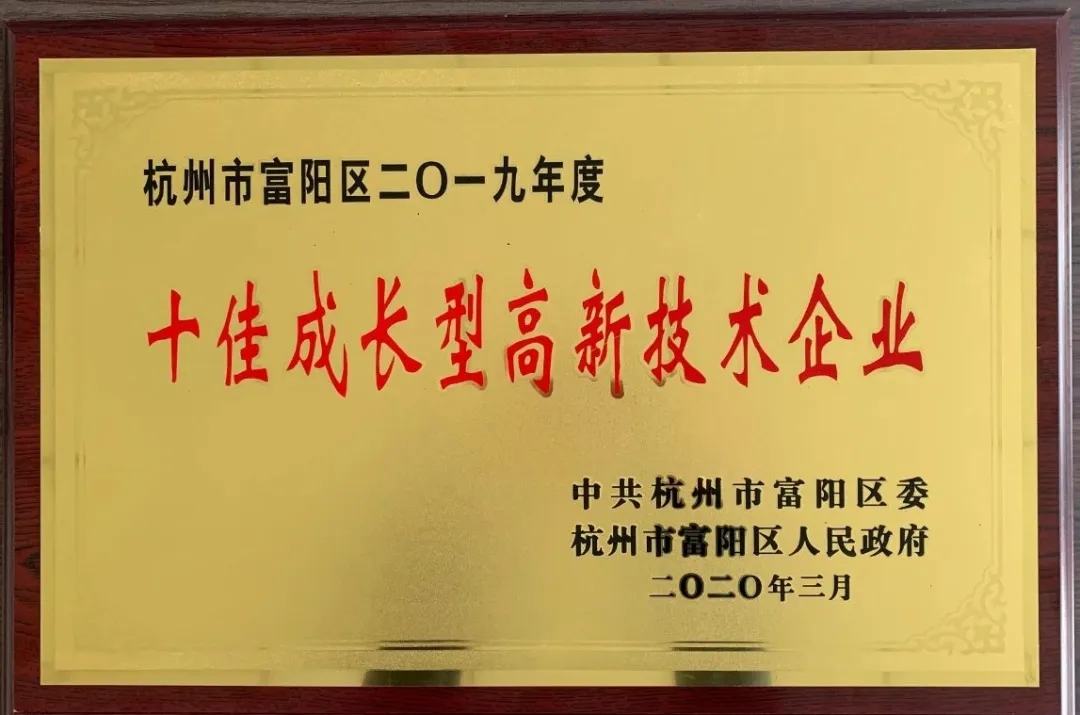 杭州市富阳区二〇一九年度
十佳成长型高新技术企业
中共杭州市富阳区委
杭州市富阳区人民政府
二〇二〇年三月